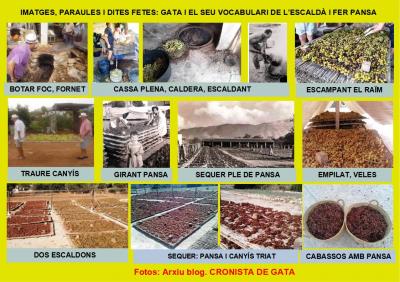 IMATGES, PARAULES I DITES FETES: GATA I EL SEU VOCABULARI DE L'ESCALDÀ I FER PANSA
BOTAR FOC, FORNET
CASSA PLENA, CALDERA, ESCALDANT
ESCAMPANT EL RAÏM
TRAURE CANYÍS
GIRANT PANSA
SEQUER PLE DE PANSA
EMPILAT, VELES
DOS ESCALDONS
SEQUER: PANSA I CANYÍS TRIAT
CABASSOS AMB PANSA
Fotos: Arxiu blog. CRONISTA DE GATA